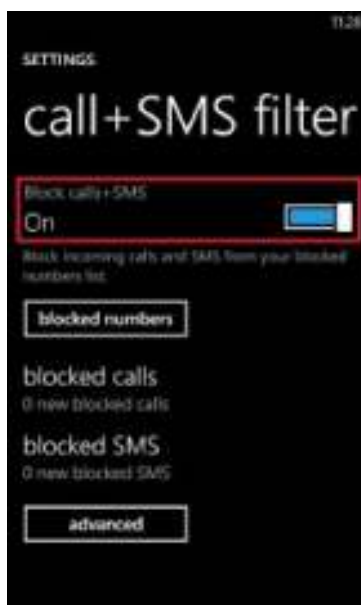 11:28
SETTINGS
call+SMS filter
Block calls+SMS
On
Block incoming calls and SMS from your blocked
numbers list
blocked numbers
blocked calls
0 new blocked calls
blocked SMS
0 new blocked SMS
advanced